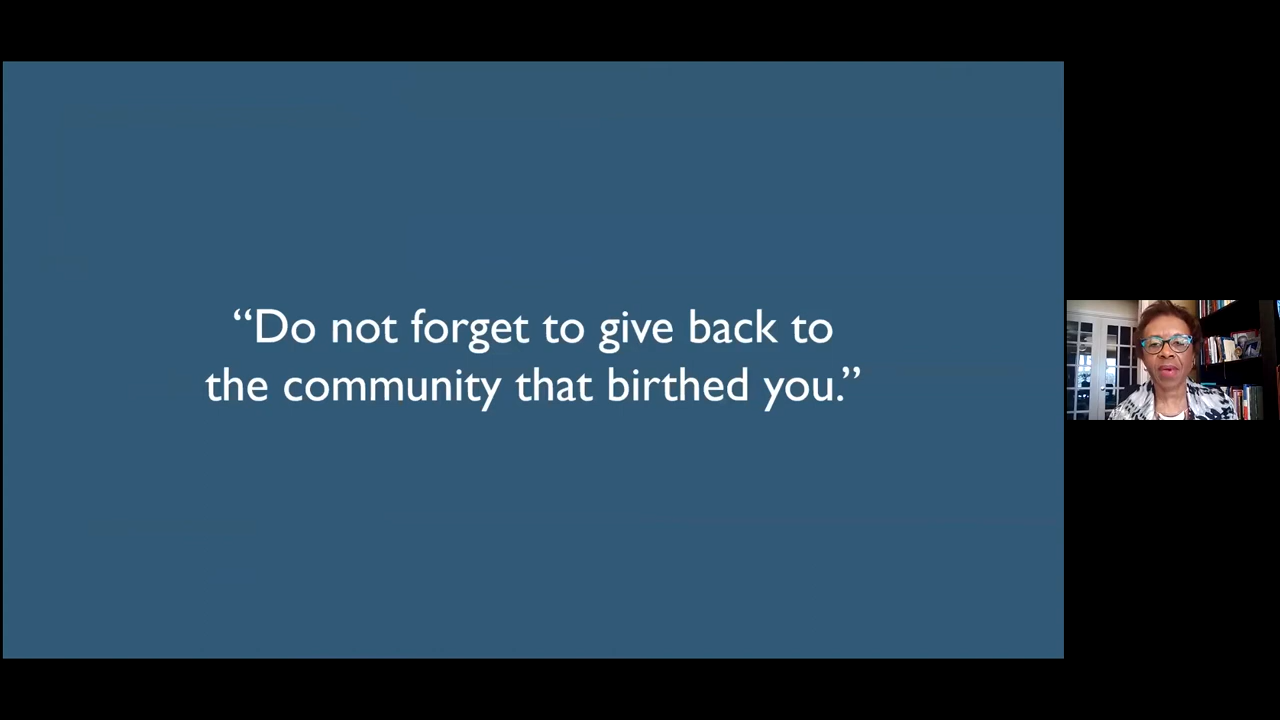 “Do not forget to give back to
the community that birthed you.”